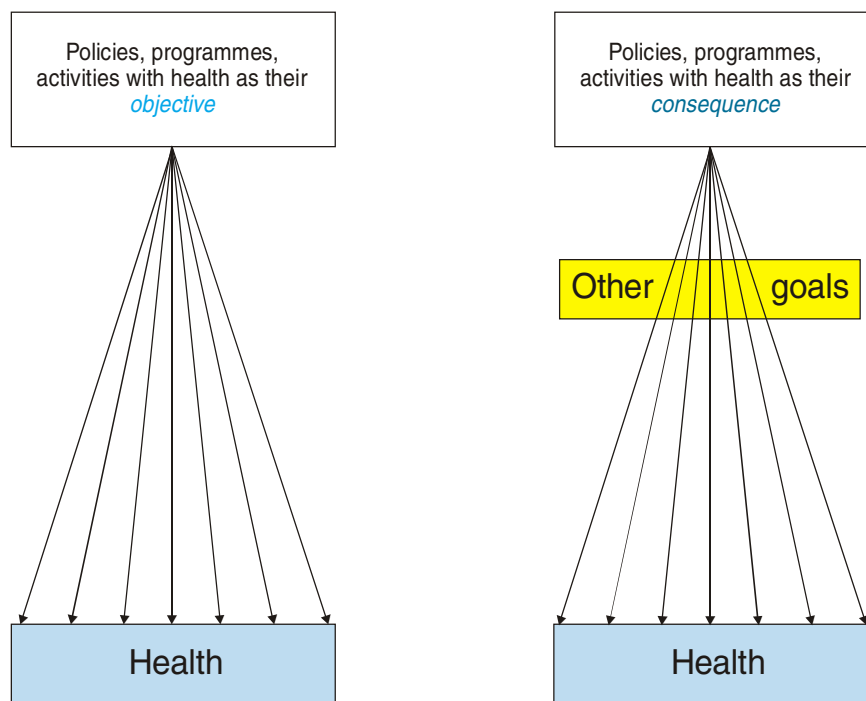 Policies, programmes,
activities with health as their
objective
Policies, programmes,
activities with health as their
consequence
Other goals
Health
Health